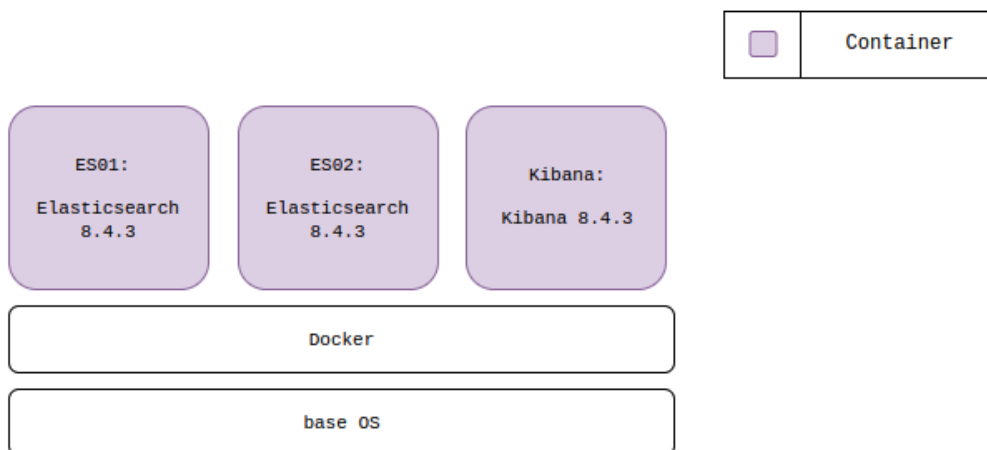 Container
ES01:
Elasticsearch
8.4.3
ES02:
Elasticsearch
8.4.3
Kibana:
Kibana 8.4.3
Docker
base OS